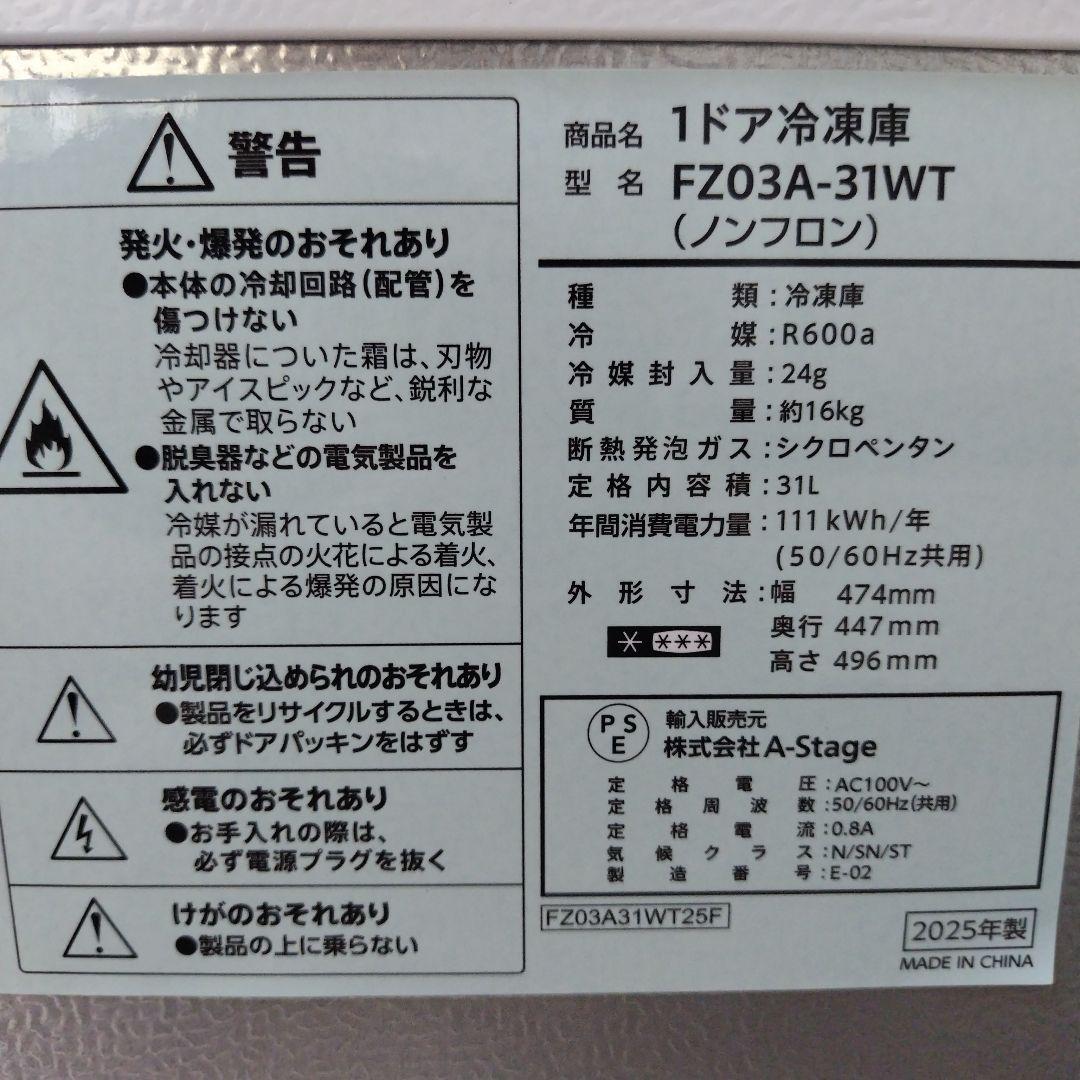 警告
発火・爆発のおそれあり
●本体の冷却回路(配管)を
傷つけない
冷却器についた霜は、刃物
やアイスピックなど、鋭利な
金属で取らない
●脱臭器などの電気製品を
入れない
冷媒が漏れていると電気製
品の接点の火花による着火、
着火による爆発の原因にな
ります
幼児閉じ込められのおそれあり
●製品をリサイクルするときは、
必ずドアパッキンをはずす
感電のおそれあり
●お手入れの際は、
必ず電源プラグを抜く
けがのおそれあり
●製品の上に乗らない
商品名 1ドア冷凍庫
型名 FZ03A-31WT
(ノンフロン)
種類:冷凍庫
冷媒:R600a
冷媒封入量:24g
質量:約16kg
断熱発泡ガス:シクロペンタン
定格内容積:31L
年間消費電力量:111kWh/年
(50/60Hz共用)
外形寸法:幅 474mm
奥行 447mm
高さ 496mm
PSE
輸入販売元
株式会社A-Stage
定格電圧:AC100V~
定格周波数:50/60Hz(共用)
定格電流:0.8A
気候クラス:N/SN/ST
製造番号:E-02
FZ03A31WT25F
2025年製
MADE IN CHINA